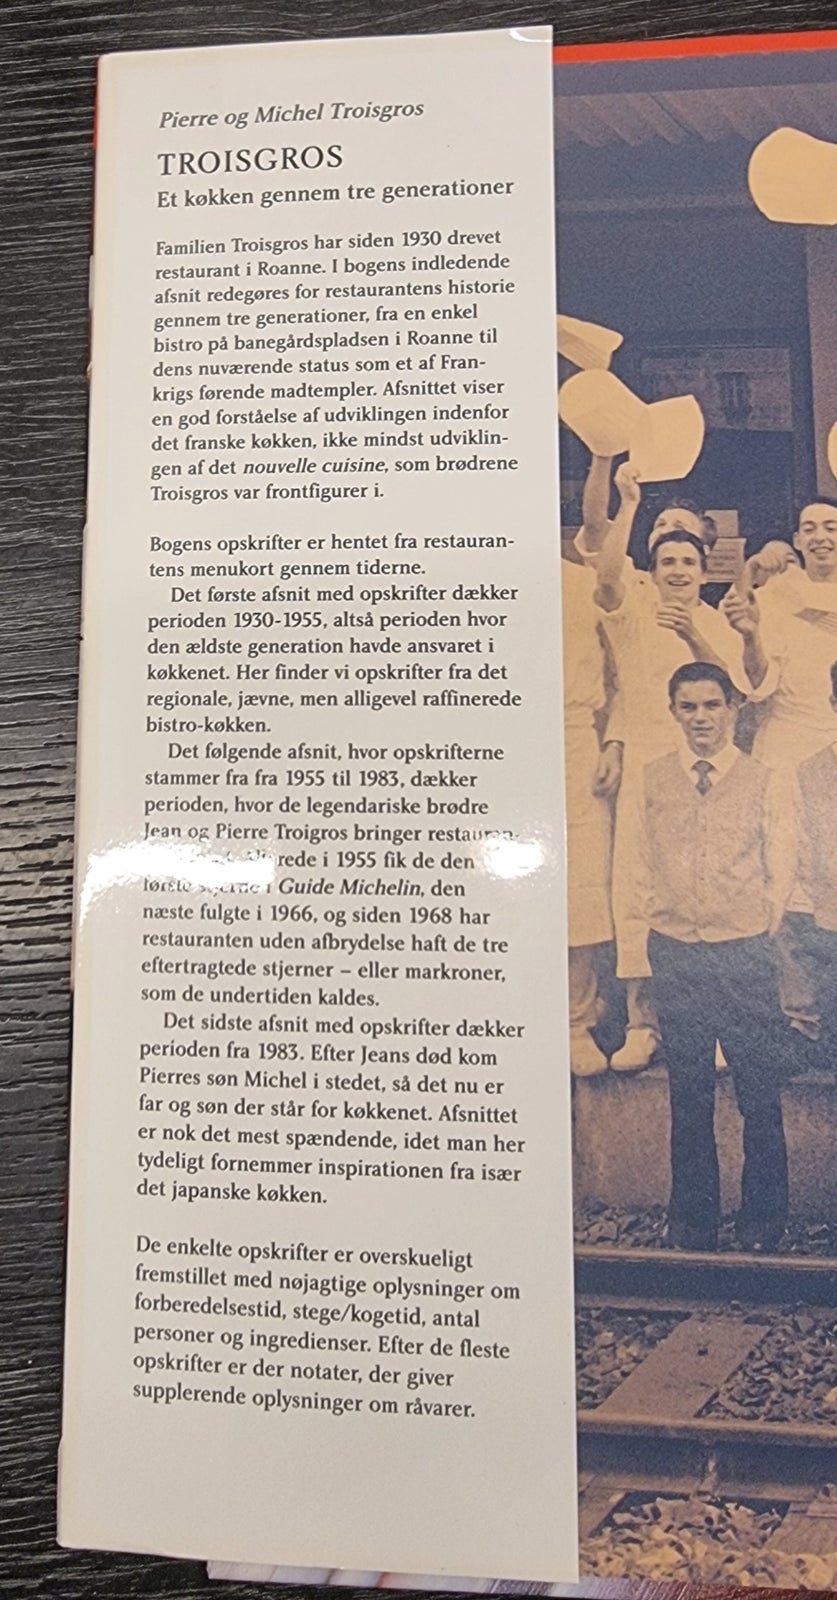 Pierre og Michel Troisgros
TROISGROS
Et køkken gennem tre generationer
Familien Troisgros har siden 1930 drevet
restaurant i Roanne. I bogens indledende
afsnit redegøres for restaurantens historie
gennem tre generationer, fra en enkel
bistro på banegårdspladsen i Roanne til
dens nuværende status som et af Fran-
krigs førende madtempler. Afsnittet viser
en god forståelse af udviklingen indenfor
det franske køkken, ikke mindst udviklin-
gen af det nouvelle cuisine, som brødrene
Troisgros var frontfigurer i.
Bogens opskrifter er hentet fra restauran-
tens menukort gennem tiderne.
Det første afsnit med opskrifter dækker
perioden 1930-1955, altså perioden hvor
den ældste generation havde ansvaret i
køkkenet. Her finder vi opskrifter fra det
regionale, jævne, men alligevel raffinerede
bistro-køkken.
Det følgende afsnit, hvor opskrifterne
stammer fra fra 1955 til 1983, dækker
perioden, hvor de legendariske brødre
Jean og Pierre Troigros bringer restauran-
i 1955 fik de den
første stjerne i Guide Michelin, den
næste fulgte i 1966, og siden 1968 har
restauranten uden afbrydelse haft de tre
eftertragtede stjerner – eller markroner,
som de undertiden kaldes.
Det sidste afsnit med opskrifter dækker
perioden fra 1983. Efter Jeans død kom
Pierres søn Michel i stedet, så det nu er
far og søn der står for køkkenet. Afsnittet
er nok det mest spændende, idet man her
tydeligt fornemmer inspirationen fra især
det japanske køkken.
De enkelte opskrifter er overskueligt
fremstillet med nøjagtige oplysninger om
forberedelsestid, stege/kogetid, antal
personer og ingredienser. Efter de fleste
opskrifter er der notater, der giver
supplerende oplysninger om råvarer.